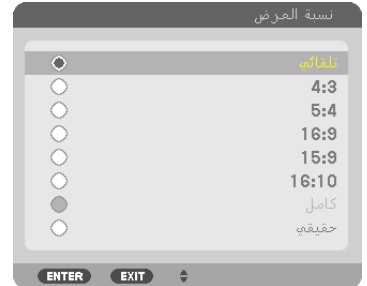 نسبة العرض
تلقائي
4:3
5:4
16:9
15:9
16:10
كامل
حقيقي
ENTER EXIT